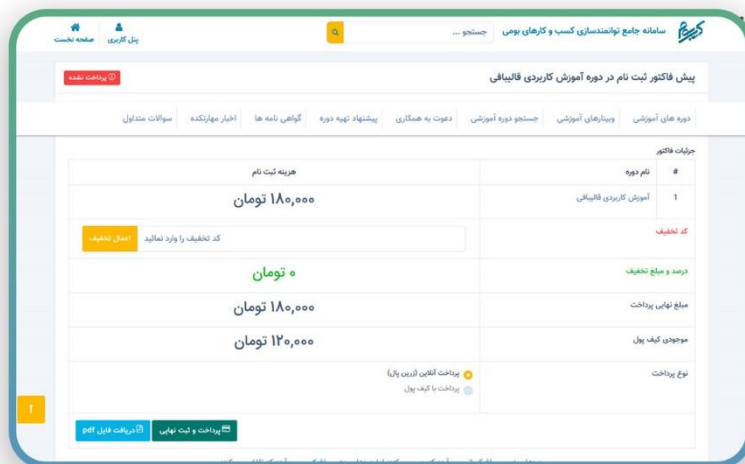 کسبوکار
سامانه جامع توانمندسازی کسب و کارهای بومی
جستجو ...
پنل کاربری
صفحه نخست
پیش فاکتور ثبت نام در دوره آموزش کاربردی قالیبافی
پرداخت نشده
دوره های آموزشی
وبینارهای آموزشی
جستجو دوره آموزشی
دعوت به همکاری
پیشنهاد تهیه دوره
گواهی نامه ها
اخبار مهارتکده
سوالات متداول
جزئیات فاکتور
# نام دوره هزینه ثبت نام
۱ آموزش کاربردی قالیبافی ۱۸۰,۰۰۰ تومان
کد تخفیف کد تخفیف را وارد نمائید اعمال تخفیف
درصد و مبلغ تخفیف ۰ تومان
مبلغ نهایی پرداخت ۱۸۰,۰۰۰ تومان
موجودی کیف پول ۱۲۰,۰۰۰ تومان
نوع پرداخت پرداخت آنلاین (زرین پال)
پرداخت با کیف پول
پرداخت و ثبت نهایی دریافت فایل pdf